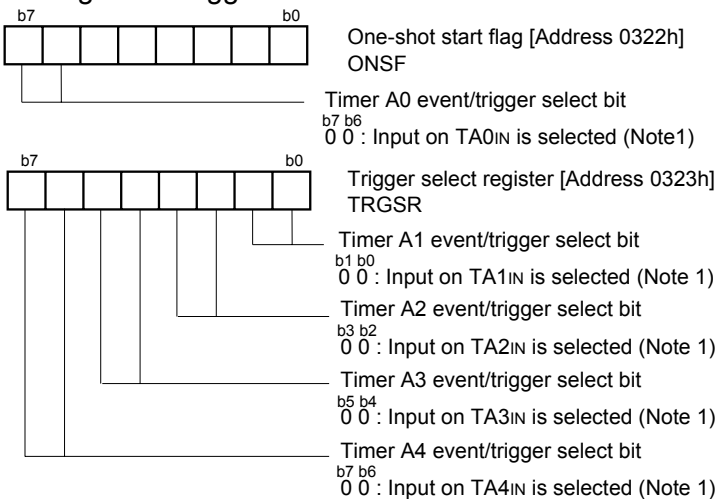 b7 b0
One-shot start flag [Address 0322h]
ONSF
Timer A0 event/trigger select bit
b7 b6
0 0 : Input on TA0IN is selected (Note1)
b7 b0
Trigger select register [Address 0323h]
TRGSR
Timer A1 event/trigger select bit
b1 b0
0 0 : Input on TA1IN is selected (Note 1)
Timer A2 event/trigger select bit
b3 b2
0 0 : Input on TA2IN is selected (Note 1)
Timer A3 event/trigger select bit
b5 b4
0 0 : Input on TA3IN is selected (Note 1)
Timer A4 event/trigger select bit
b7 b6
0 0 : Input on TA4IN is selected (Note 1)